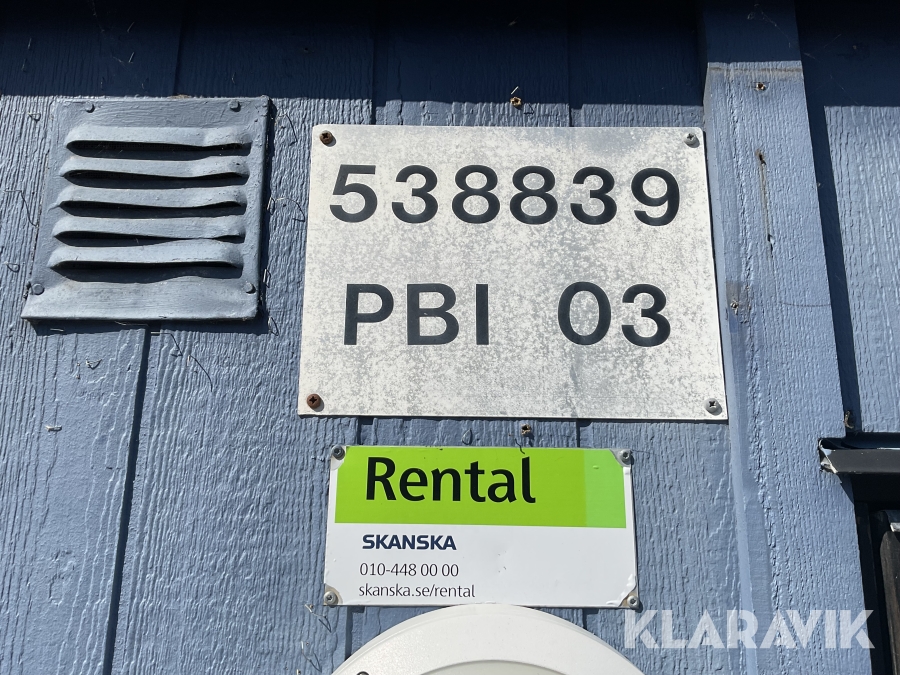 538839
PBI 03
Rental
SKANSKA
010-448 00 00
skanska.se/rental
KLARAVIK